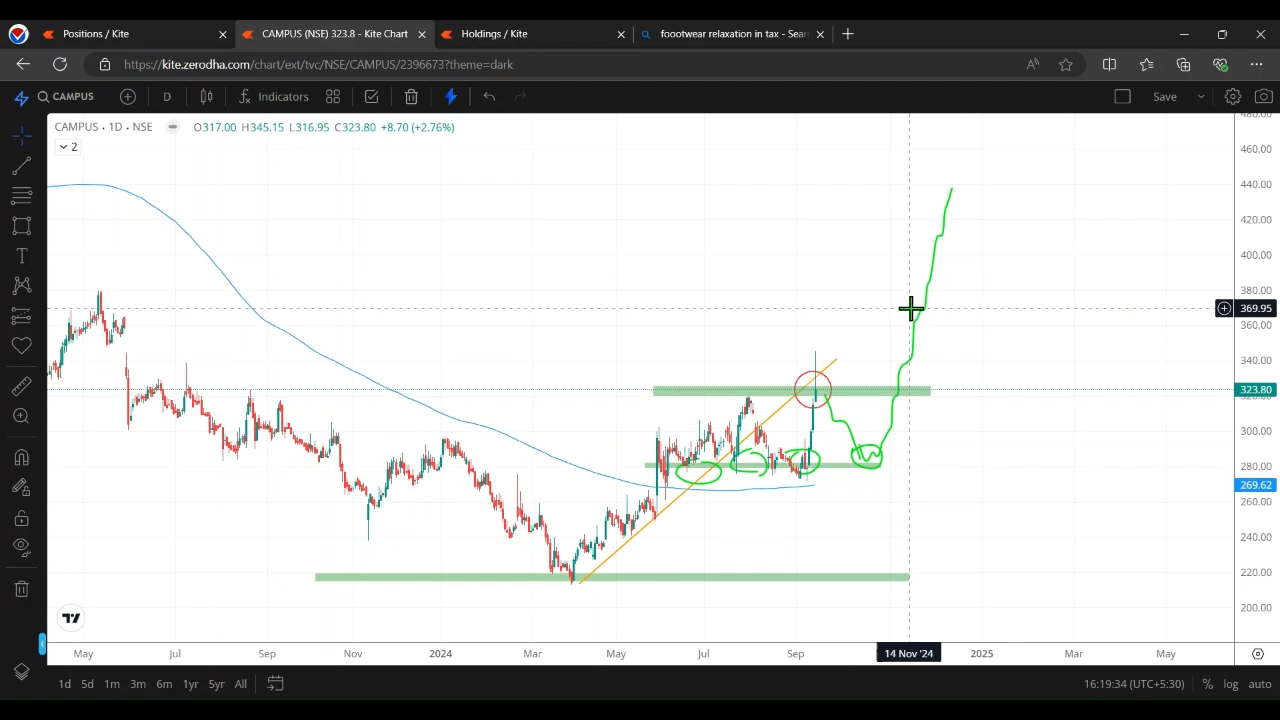 Positions / Kite
CAMPUS (NSE) 323.8 - Kite Chart
Holdings / Kite
foootwear relaxation in tax - Sear
https://kite.zerodha.com/chart/ext/tvc/NSE/CAMPUS/2396673?theme=dark
CAMPUS
D
Indicators
Save
CAMPUS · 1D · NSE
O317.00 H345.15 L316.95 C323.80 +8.70 (+2.76%)
2
480.00
460.00
440.00
420.00
400.00
380.00
369.95
360.00
340.00
323.80
320.00
300.00
280.00
269.62
260.00
240.00
220.00
200.00
May
Jul
Sep
Nov
2024
Mar
May
Jul
Sep
14 Nov '24
2025
Mar
May
1d 5d 1m 3m 6m 1yr 5yr All
16:19:34 (UTC+5:30)
% log auto